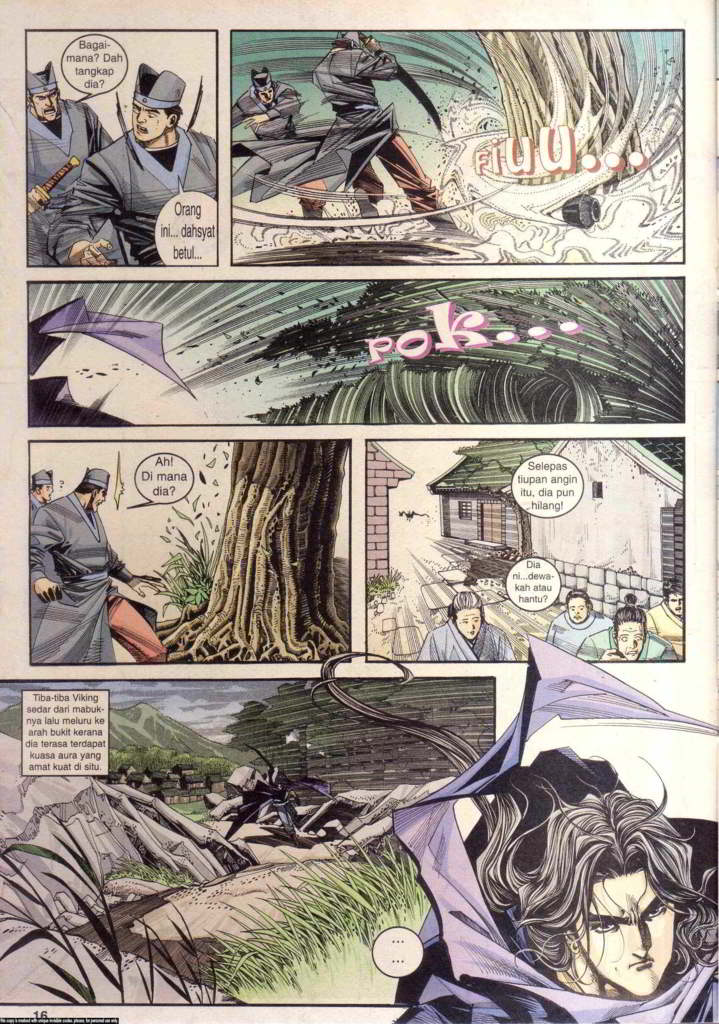 Bagai-
mana? Dah
tangkap
dia?
Orang
ini... dahsyat
betul...
FiUU...
POK...
?
Ah!
Di mana
dia?
Selepas
tiupan angin
itu, dia pun
hilang!
Dia
ni...dewa-
kah atau
hantu?
Tiba-tiba Viking
sedar dari mabuk-
nya lalu meluru ke
arah bukit kerana
dia terasa terdapat
kuasa aura yang
amat kuat di situ.
...
...
16